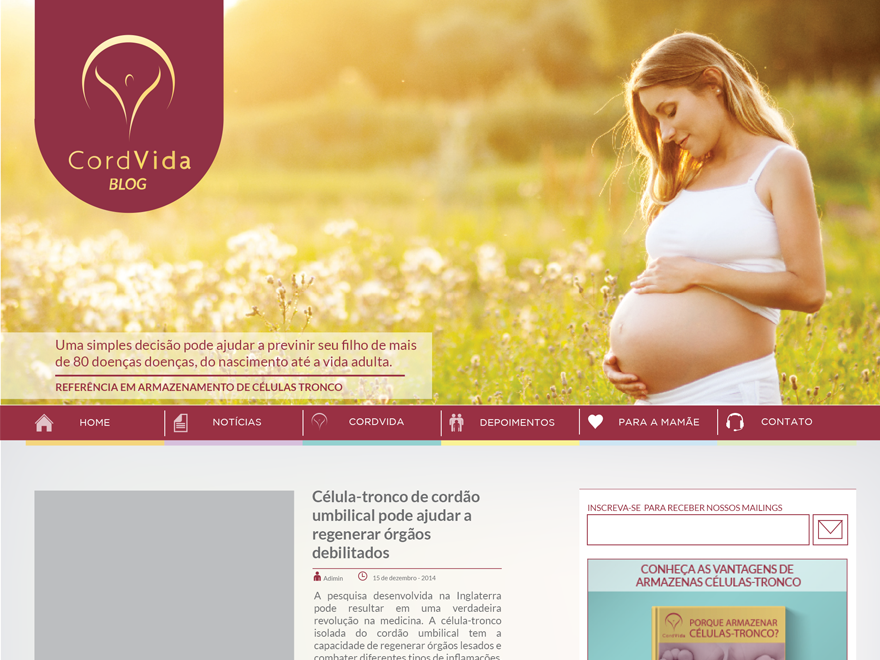 CordVida
BLOG
Uma simples decisão pode ajudar a previnir seu filho de mais
de 80 doenças doenças, do nascimento até a vida adulta.
REFERÊNCIA EM ARMAZENAMENTO DE CÉLULAS TRONCO
HOME
NOTÍCIAS
CORDVIDA
DEPOIMENTOS
PARA A MAMÃE
CONTATO
Célula-tronco de cordão
umbilical pode ajudar a
regenerar órgãos
debilitados
Adimin 15 de dezembro - 2014
A pesquisa desenvolvida na Inglaterra
pode resultar em uma verdadeira
revolução na medicina. A célula-tronco
isolada do cordão umbilical tem a
capacidade de regenerar órgãos lesados e
combater diferentes tipos de inflamações
INSCREVA-SE PARA RECEBER NOSSOS MAILINGS
CONHEÇA AS VANTAGENS DE
ARMAZENAS CÉLULAS-TRONCO
CordVida
PORQUE ARMAZENAR
CÉLULAS-TRONCO?